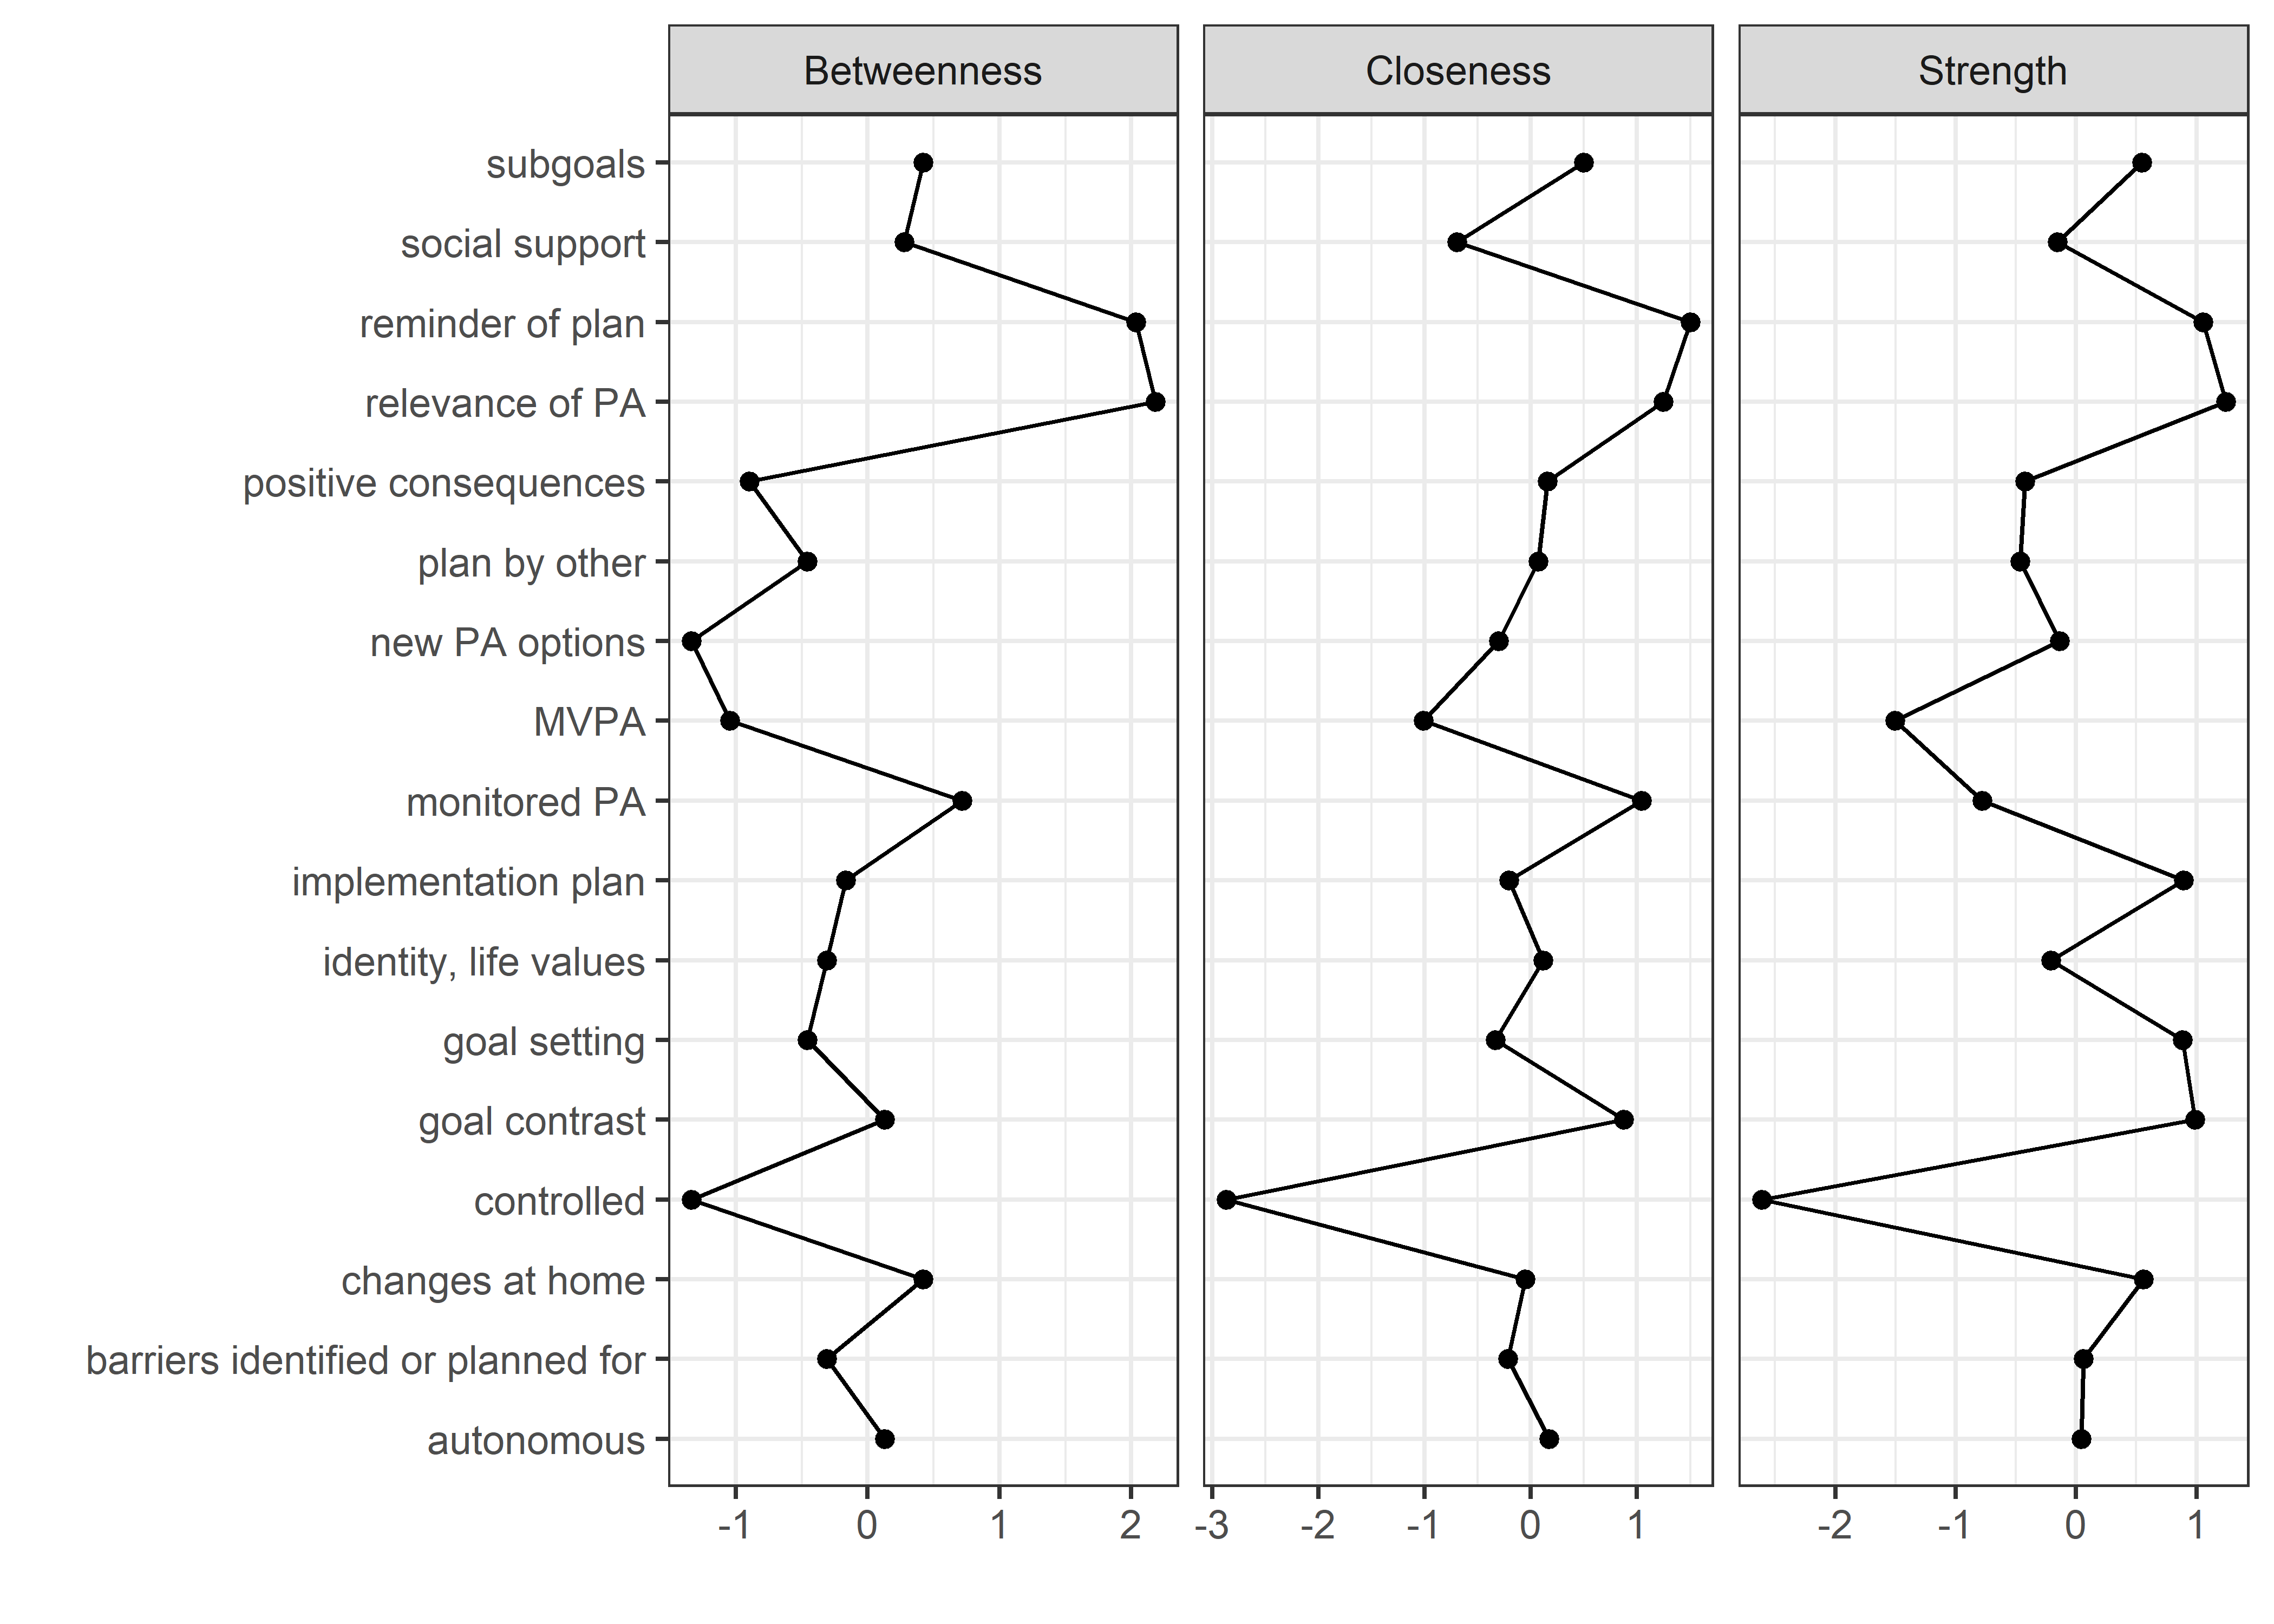 Betweenness Closeness Strength
subgoals
social support
reminder of plan
relevance of PA
positive consequences
plan by other
new PA options
MVPA
monitored PA
implementation plan
identity, life values
goal setting
goal contrast
controlled
changes at home
barriers identified or planned for
autonomous
-1 0 1 2 -3 -2 -1 0 1 -2 -1 0 1